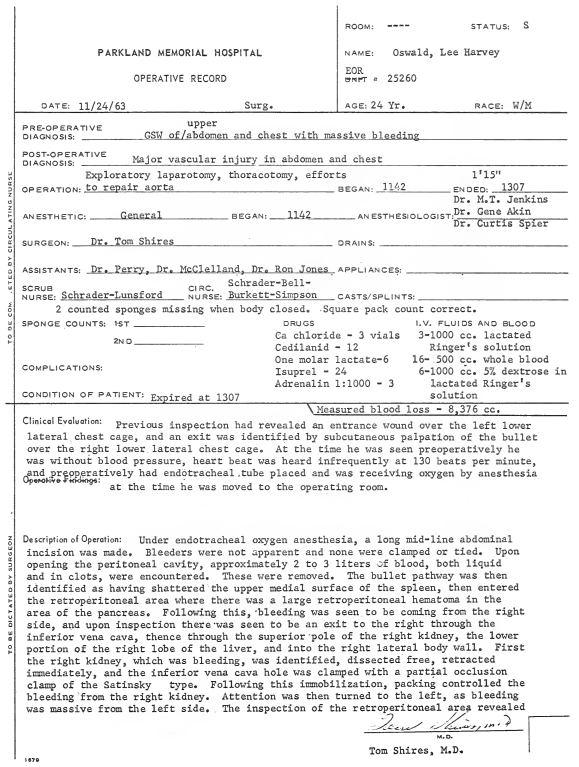 ROOM: ---- STATUS: S
PARKLAND MEMORIAL HOSPITAL
NAME: Oswald, Lee Harvey
OPERATIVE RECORD
EOR
# 25260
DATE: 11/24/63 Surg. AGE: 24 Yr. RACE: W/M
PRE-OPERATIVE upper
DIAGNOSIS: GSW of/abdomen and chest with massive bleeding
POST-OPERATIVE
DIAGNOSIS: Major vascular injury in abdomen and chest
Exploratory laparotomy, thoracotomy, efforts 1'15"
OPERATION: to repair aorta BEGAN: 1142 ENDED: 1307
Dr. M.T. Jenkins
ANESTHETIC: General BEGAN: 1142 ANESTHESIOLOGIST: Dr. Gene Akin
Dr. Curtis Spier
SURGEON: Dr. Tom Shires DRAINS:
ASSISTANTS: Dr. Perry, Dr. McClelland, Dr. Ron Jones APPLIANCES:
SCRUB CIRC. Schrader-Bell-
NURSE: Schrader-Lunsford NURSE: Burkett-Simpson CASTS/SPLINTS:
2 counted sponges missing when body closed. Square pack count correct.
SPONGE COUNTS: 1ST DRUGS I.V. FLUIDS AND BLOOD
Ca chloride - 3 vials 3-1000 cc. lactated
2ND Cedilanid - 12 Ringer's solution
One molar lactate-6 16- 500 cc. whole blood
COMPLICATIONS: Isuprel - 24 6-1000 cc. 5% dextrose in
Adrenalin 1:1000 - 3 lactated Ringer's
CONDITION OF PATIENT: Expired at 1307 solution
Measured blood loss - 8,376 cc.
Clinical Evaluation: Previous inspection had revealed an entrance wound over the left lower
lateral chest cage, and an exit was identified by subcutaneous palpation of the bullet
over the right lower lateral chest cage. At the time he was seen preoperatively he
was without blood pressure, heart beat was heard infrequently at 130 beats per minute,
and preoperatively had endotracheal tube placed and was receiving oxygen by anesthesia
Operative Findings:
at the time he was moved to the operating room.
Description of Operation: Under endotracheal oxygen anesthesia, a long mid-line abdominal
incision was made. Bleeders were not apparent and none were clamped or tied. Upon
opening the peritoneal cavity, approximately 2 to 3 liters of blood, both liquid
and in clots, were encountered. These were removed. The bullet pathway was then
identified as having shattered the upper medial surface of the spleen, then entered
the retroperitoneal area where there was a large retroperitoneal hematoma in the
area of the pancreas. Following this, bleeding was seen to be coming from the right
side, and upon inspection there was seen to be an exit to the right through the
inferior vena cava, thence through the superior pole of the right kidney, the lower
portion of the right lobe of the liver, and into the right lateral body wall. First
the right kidney, which was bleeding, was identified, dissected free, retracted
immediately, and the inferior vena cava hole was clamped with a partial occlusion
clamp of the Satinsky type. Following this immobilization, packing controlled the
bleeding from the right kidney. Attention was then turned to the left, as bleeding
was massive from the left side. The inspection of the retroperitoneal area revealed
M.D.
Tom Shires, M.D.
TO BE DICTATED BY SURGEON
BY CIRCULATING NURSE
1679